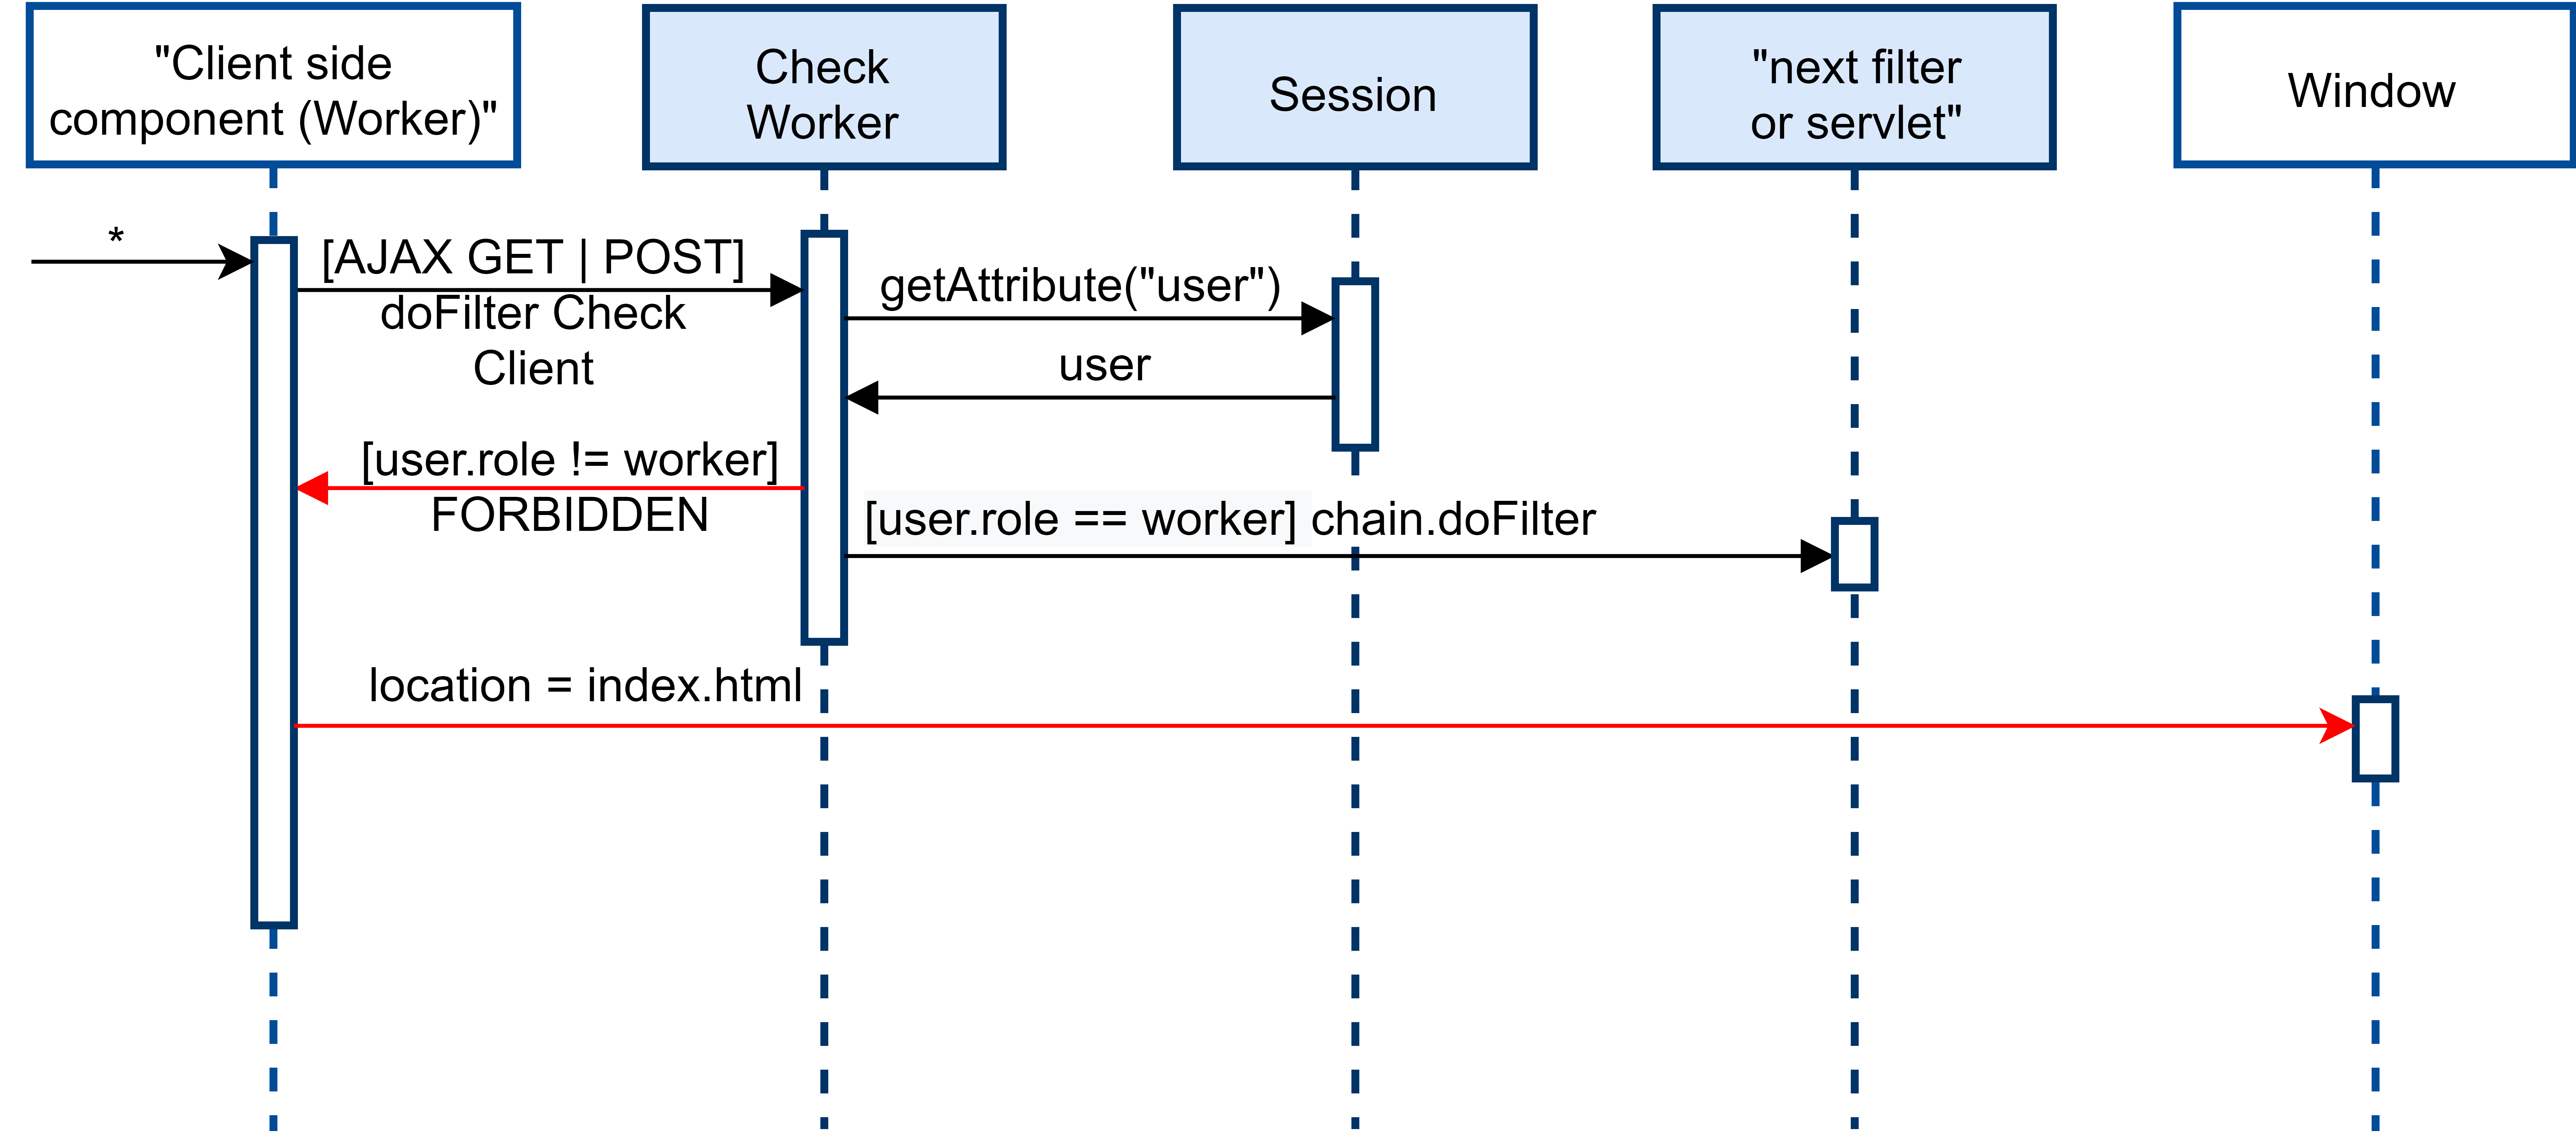 "Client side
component (Worker)"
Check
Worker
Session
"next filter
or servlet"
Window
*
[AJAX GET | POST]
doFilter Check
Client
getAttribute("user")
user
[user.role != worker]
FORBIDDEN
[user.role == worker] chain.doFilter
location = index.html